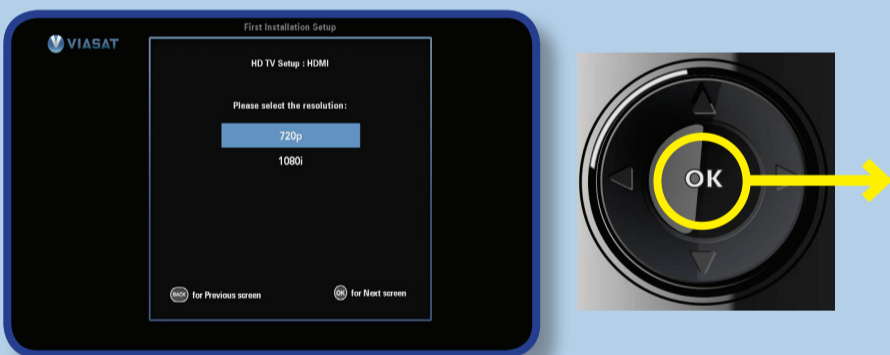 First Installation Setup
VIASAT
HD TV Setup : HDMI
Please select the resolution:
720p
1080i
BACK for Previous screen
OK for Next screen
OK